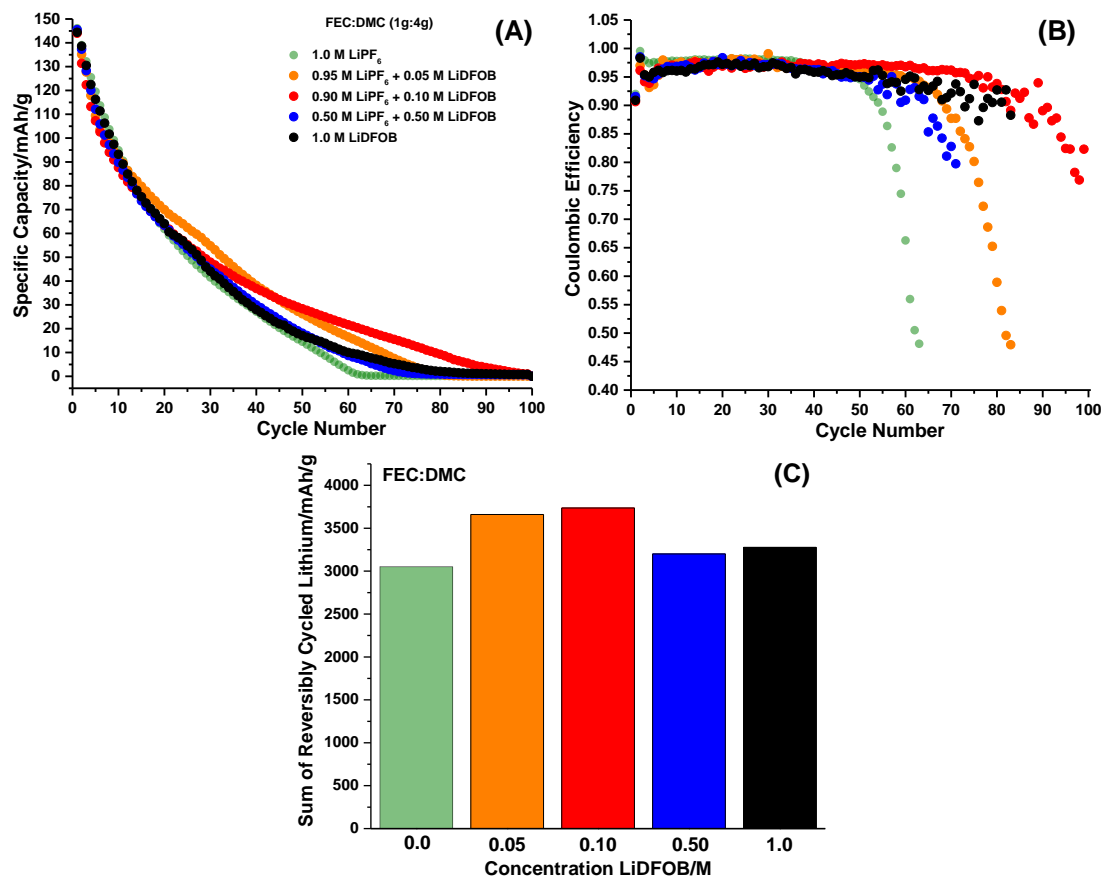 FEC:DMC (1g:4g)
(A)
1.0 M LiPF6
0.95 M LiPF6 + 0.05 M LiDFOB
0.90 M LiPF6 + 0.10 M LiDFOB
0.50 M LiPF6 + 0.50 M LiDFOB
1.0 M LiDFOB
Specific Capacity/mAh/g
150
140
130
120
110
100
90
80
70
60
50
40
30
20
10
0
0 10 20 30 40 50 60 70 80 90 100
Cycle Number
(B)
Coulombic Efficiency
1.05
1.00
0.95
0.90
0.85
0.80
0.75
0.70
0.65
0.60
0.55
0.50
0.45
0.40
0 10 20 30 40 50 60 70 80 90 100
Cycle Number
FEC:DMC
(C)
Sum of Reversibly Cycled Lithium/mAh/g
4000
3500
3000
2500
2000
1500
1000
500
0
0.0 0.05 0.10 0.50 1.0
Concentration LiDFOB/M